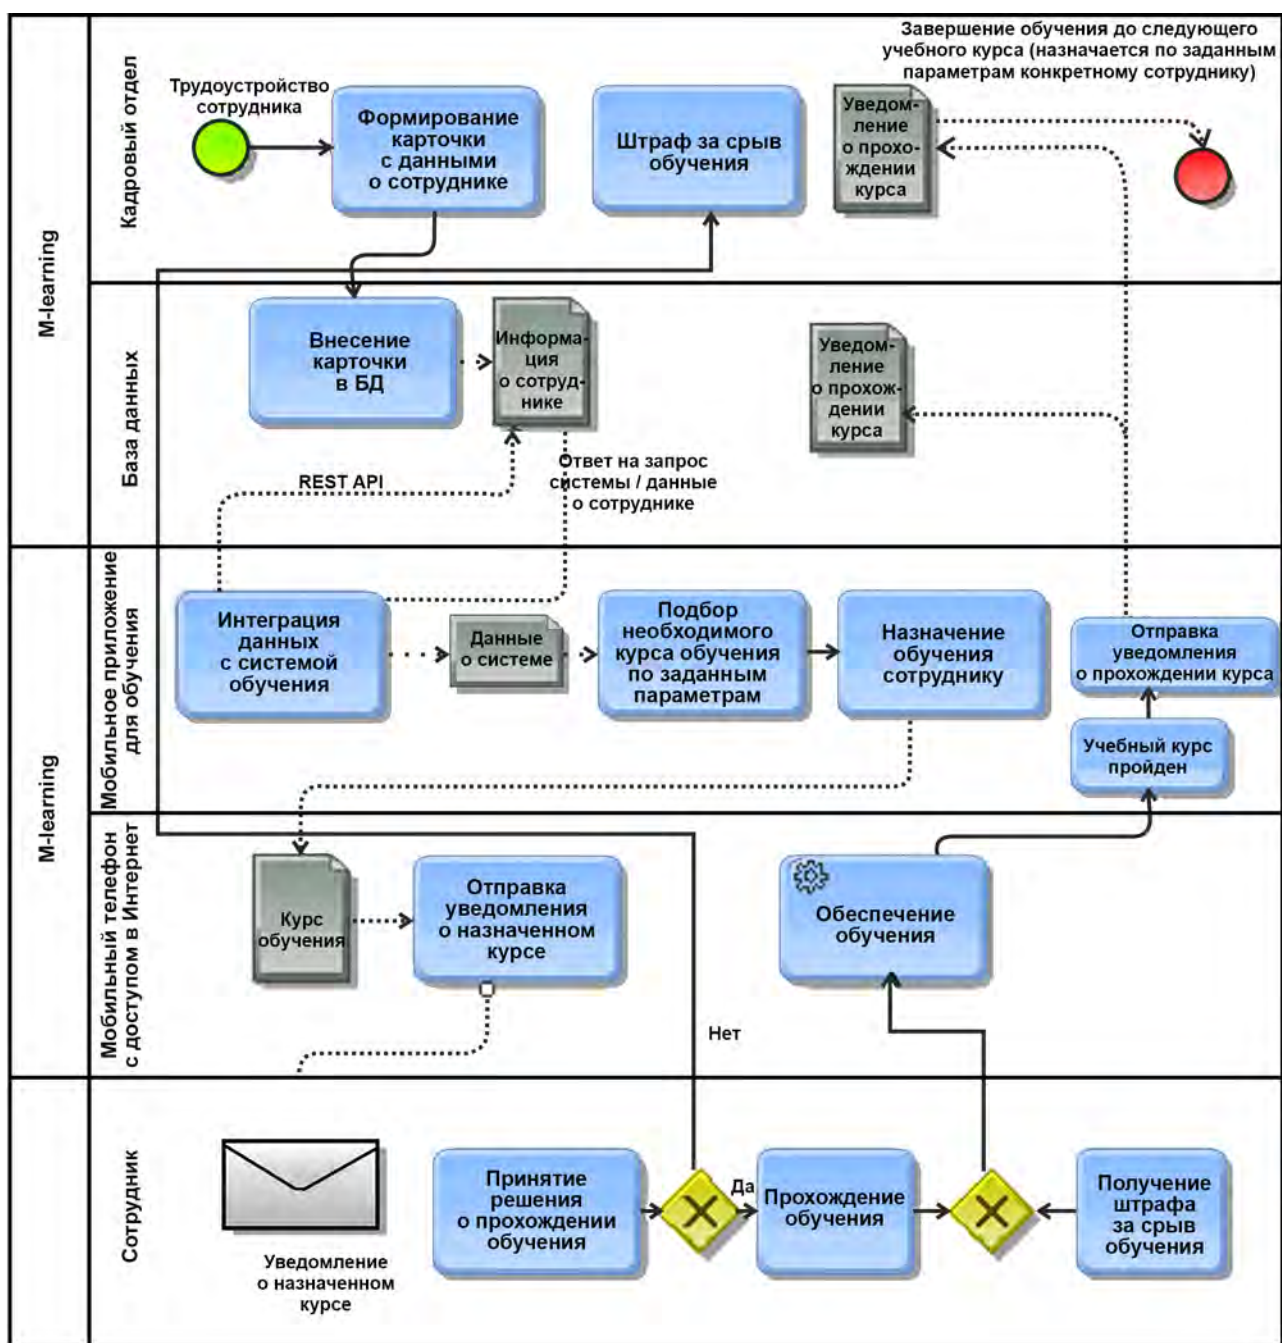 M-learning
Кадровый отдел
Трудоустройство
сотрудника
Формирование
карточки
с данными
о сотруднике
Штраф за срыв
обучения
Уведом-
ление
о прохо-
ждении
курса
Завершение обучения до следующего
учебного курса (назначается по заданным
параметрам конкретному сотруднику)
База данных
Внесение
карточки
в БД
Информа-
ция
о сотруд-
нике
Уведом-
ление
о прохож-
дении
курса
REST API
Ответ на запрос
системы / данные
о сотруднике
M-learning
Мобильное приложение
для обучения
Интеграция
данных
с системой
обучения
Данные
о системе
Подбор
необходимого
курса обучения
по заданным
параметрам
Назначение
обучения
сотруднику
Отправка
уведомления
о прохождении курса
Учебный курс
пройден
Мобильный телефон
с доступом в Интернет
Курс
обучения
Отправка
уведомления
о назначенном
курсе
Обеспечение
обучения
Нет
Сотрудник
Уведомление
о назначенном
курсе
Принятие
решения
о прохождении
обучения
Да
Прохождение
обучения
Получение
штрафа
за срыв
обучения